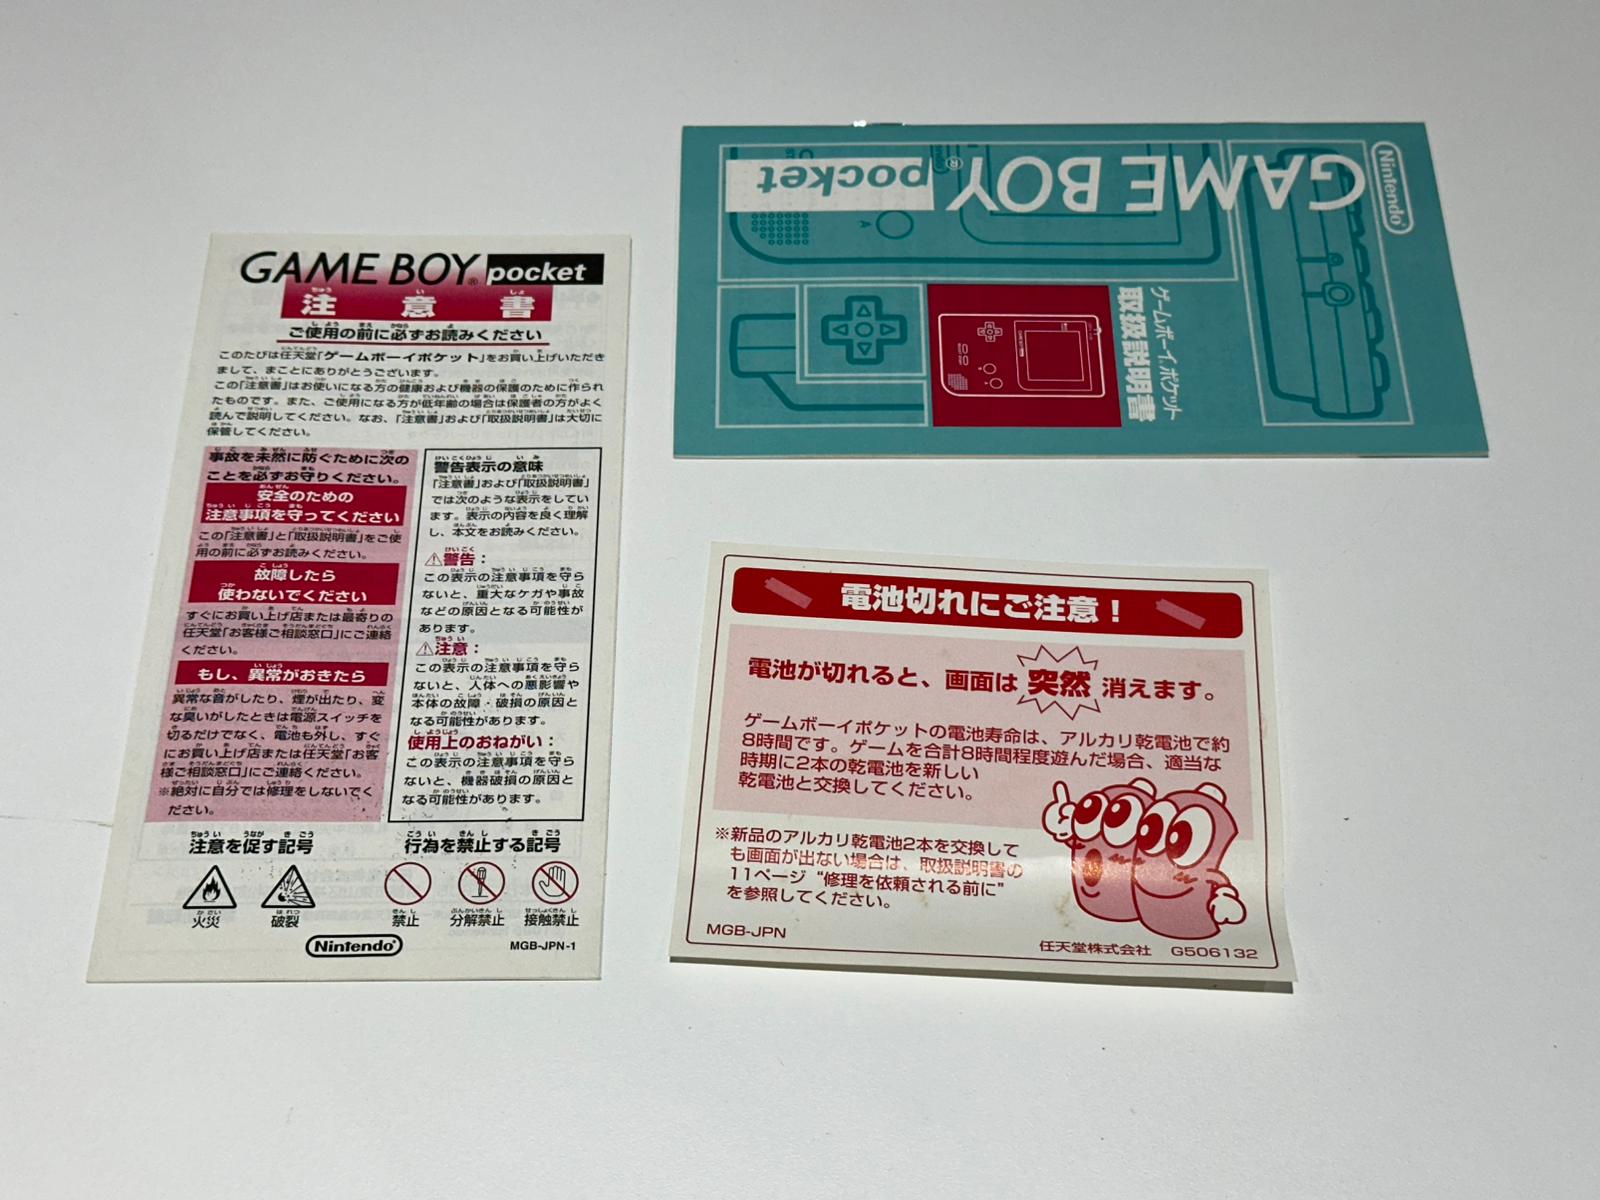 GAME BOY® pocket
注意書
ご使用の前に必ずお読みください
このたびは任天堂「ゲームボーイポケット」をお買い上げいただき
まして、まことにありがとうございます。
この「注意書」はお使いになる方の健康および機器の保護のために作られ
たものです。また、ご使用になる方が低年齢の場合は保護者の方がよく
読んで説明してください。なお、「注意書」および「取扱説明書」は大切に
保管してください。
事故を未然に防ぐために次の
ことを必ずお守りください。
安全のための
注意事項を守ってください
この「注意書」と「取扱説明書」をご使
用の前に必ずお読みください。
故障したら
使わないでください
すぐにお買い上げ店または最寄りの
任天堂「お客様ご相談窓口」にご連絡
ください。
もし、異常がおきたら
異常な音がしたり、煙が出たり、変
な臭いがしたときは電源スイッチを
切るだけでなく、電池も外し、すぐ
にお買い上げ店または任天堂「お客
様ご相談窓口」にご連絡ください。
※絶対に自分では修理をしないでく
ださい。
警告表示の意味
「注意書」および「取扱説明書」
では次のような表示をしてい
ます。表示の内容を良く理解
し、本文をお読みください。
⚠警告：
この表示の注意事項を守ら
ないと、重大なケガや事故
などの原因となる可能性が
あります。
⚠注意：
この表示の注意事項を守ら
ないと、人体への悪影響や
本体の故障・破損の原因と
なる可能性があります。
使用上のおねがい：
この表示の注意事項を守ら
ないと、機器破損の原因と
なる可能性があります。
注意を促す記号
行為を禁止する記号
火災
破裂
禁止
分解禁止
接触禁止
Nintendo®
MGB-JPN-1
Nintendo®
GAME BOY® pocket
ゲームボーイポケット
取扱説明書
A
電池切れにご注意！
電池が切れると、画面は突然消えます。
ゲームボーイポケットの電池寿命は、アルカリ乾電池で約
8時間です。ゲームを合計8時間程度遊んだ場合、適当な
時期に2本の乾電池を新しい
乾電池と交換してください。
※新品のアルカリ乾電池2本を交換して
も画面が出ない場合は、取扱説明書の
11ページ“修理を依頼される前に”
を参照してください。
MGB-JPN
任天堂株式会社 G506132